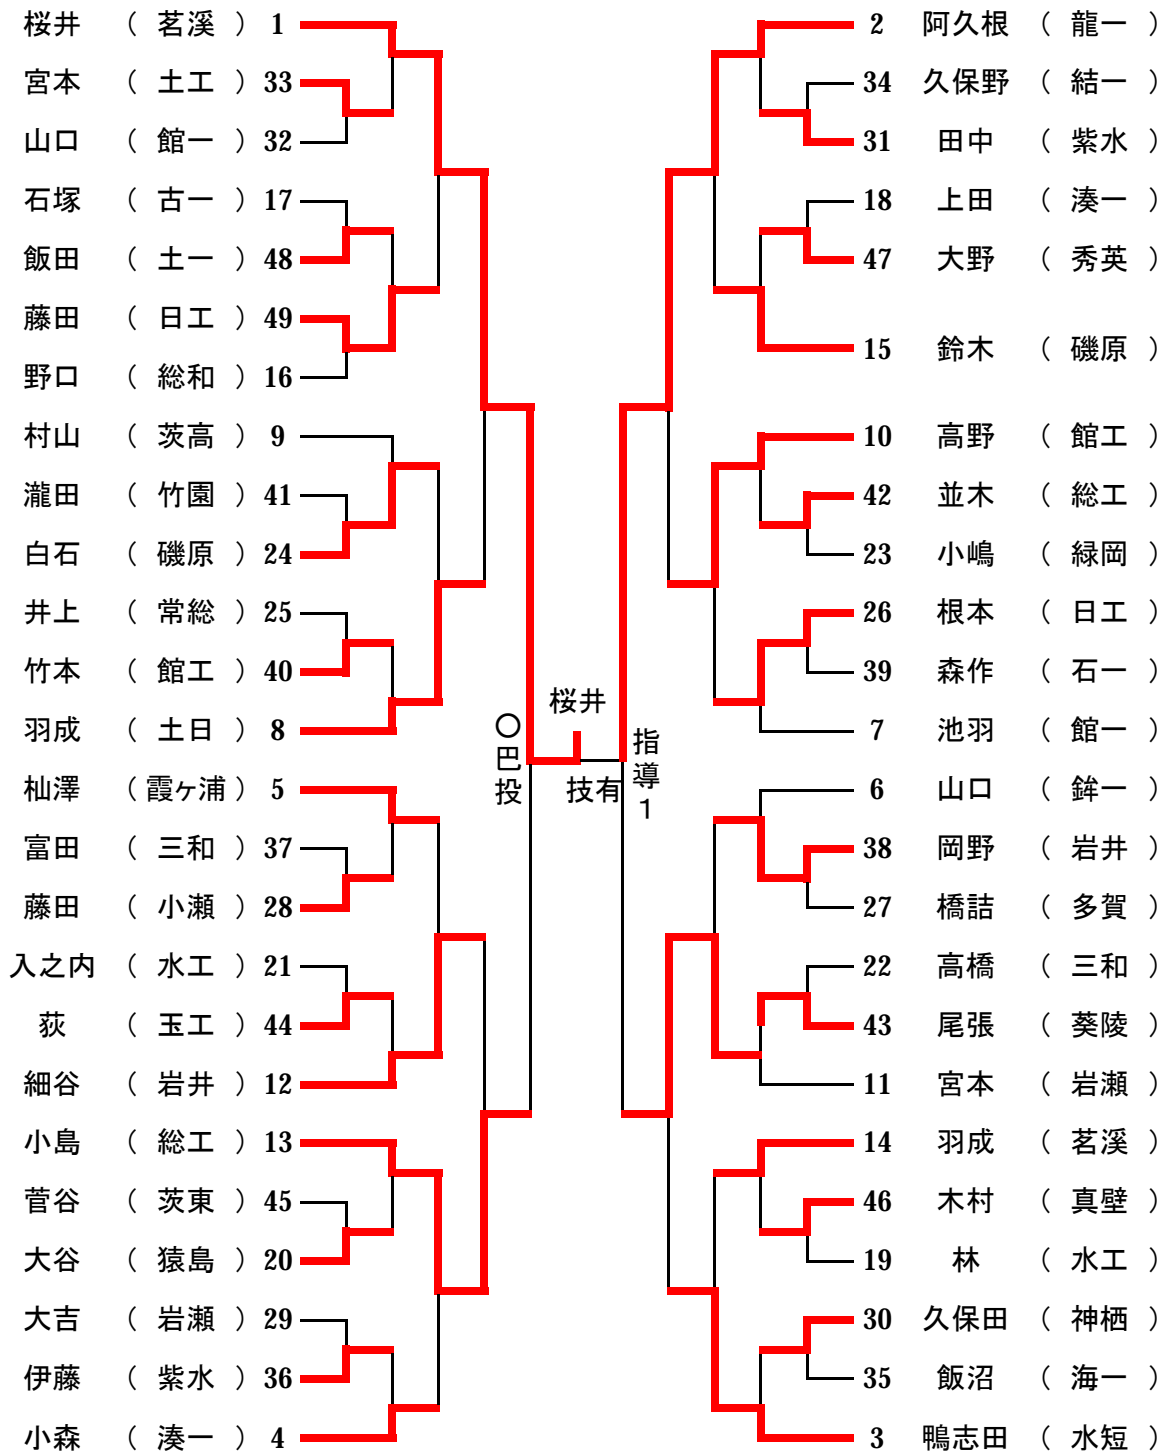 桜井 （ 茗溪 ） 1
宮本 （ 土工 ） 33
山口 （ 館一 ） 32
石塚 （ 古一 ） 17
飯田 （ 土一 ） 48
藤田 （ 日工 ） 49
野口 （ 総和 ） 16
村山 （ 茨高 ） 9
瀧田 （ 竹園 ） 41
白石 （ 磯原 ） 24
井上 （ 常総 ） 25
竹本 （ 館工 ） 40
羽成 （ 土日 ） 8
杣澤 （ 霞ヶ浦 ） 5
富田 （ 三和 ） 37
藤田 （ 小瀬 ） 28
入之内 （ 水工 ） 21
荻 （ 玉工 ） 44
細谷 （ 岩井 ） 12
小島 （ 総工 ） 13
菅谷 （ 茨東 ） 45
大谷 （ 猿島 ） 20
大吉 （ 岩瀬 ） 29
伊藤 （ 紫水 ） 36
小森 （ 湊一 ） 4
桜井
〇巴投
技有
指導1
2 阿久根 （ 龍一 ）
34 久保野 （ 結一 ）
31 田中 （ 紫水 ）
18 上田 （ 湊一 ）
47 大野 （ 秀英 ）
15 鈴木 （ 磯原 ）
10 高野 （ 館工 ）
42 並木 （ 総工 ）
23 小嶋 （ 緑岡 ）
26 根本 （ 日工 ）
39 森作 （ 石一 ）
7 池羽 （ 館一 ）
6 山口 （ 鉾一 ）
38 岡野 （ 岩井 ）
27 橋詰 （ 多賀 ）
22 高橋 （ 三和 ）
43 尾張 （ 葵陵 ）
11 宮本 （ 岩瀬 ）
14 羽成 （ 茗溪 ）
46 木村 （ 真壁 ）
19 林 （ 水工 ）
30 久保田 （ 神栖 ）
35 飯沼 （ 海一 ）
3 鴨志田 （ 水短 ）